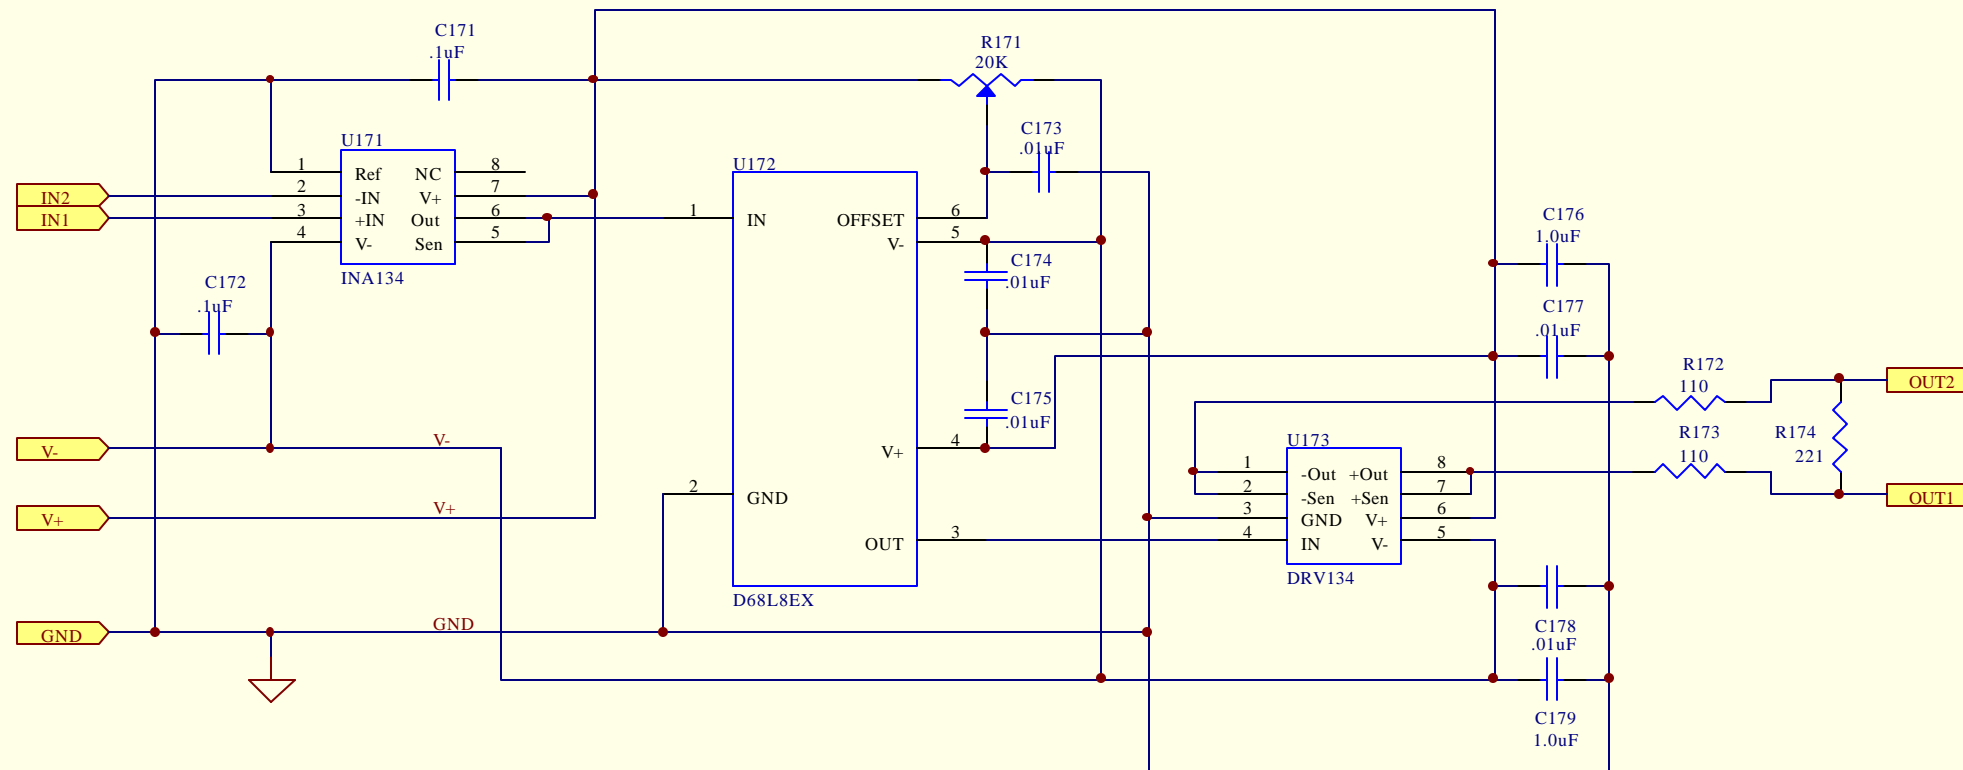 C171
.1uF
R171
20K
C173
.01uF
U171
1
2
3
4
Ref
-IN
+IN
V-
NC
V+
Out
Sen
8
7
6
5
INA134
IN2
IN1
C172
.1uF
U172
1
IN
OFFSET
6
V-
5
C174
.01uF
C175
.01uF
V+
4
2
GND
OUT
3
D68L8EX
C176
1.0uF
C177
.01uF
R172
110
R173
110
R174
221
OUT2
OUT1
U173
1
2
3
4
-Out
-Sen
GND
IN
+Out
+Sen
V+
V-
8
7
6
5
DRV134
V-
V-
V+
V+
GND
GND
C178
.01uF
C179
1.0uF